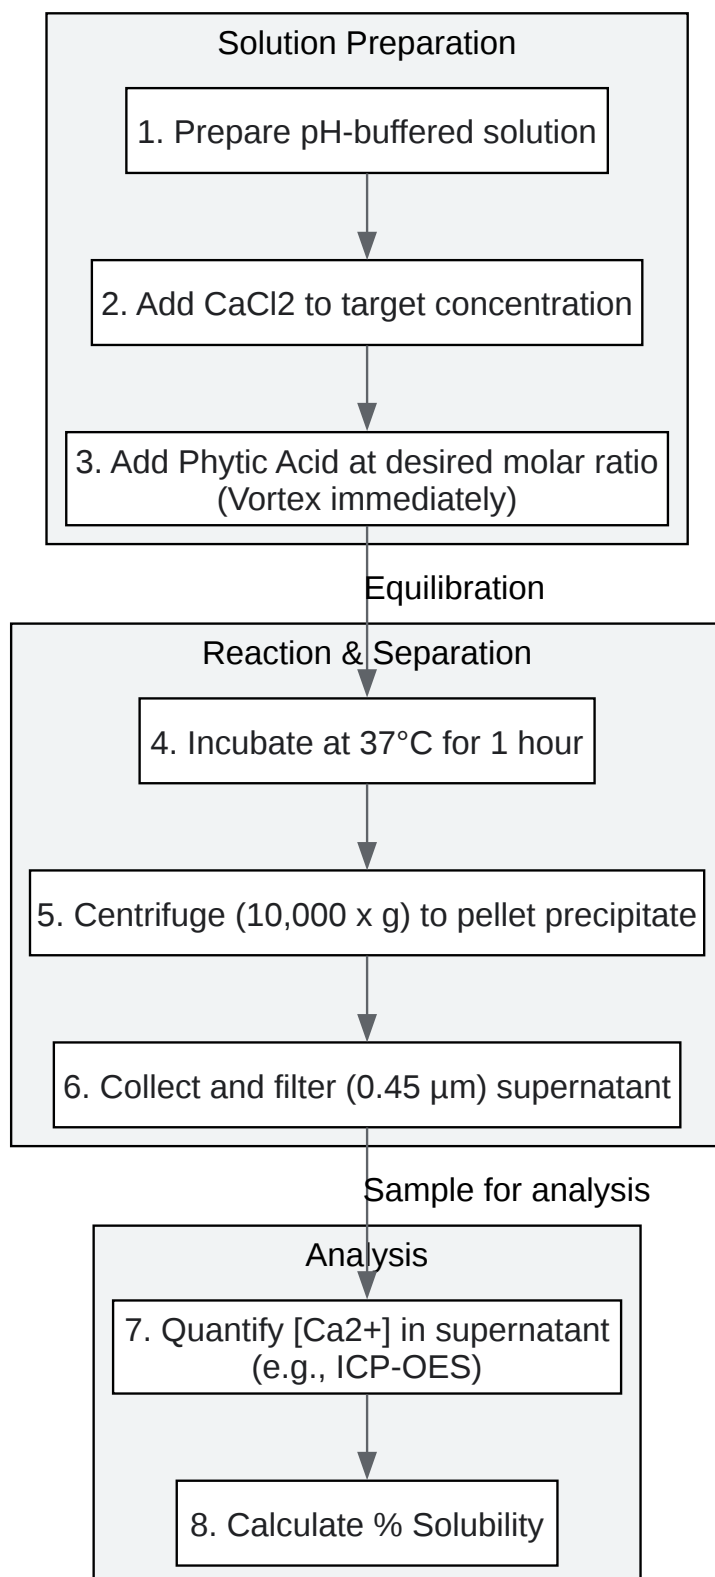 Solution Preparation
1. Prepare pH-buffered solution
2. Add CaCl2 to target concentration
3. Add Phytic Acid at desired molar ratio
(Vortex immediately)
Equilibration
Reaction & Separation
4. Incubate at 37°C for 1 hour
5. Centrifuge (10,000 x g) to pellet precipitate
6. Collect and filter (0.45 µm) supernatant
Sample for analysis
Analysis
7. Quantify [Ca2+] in supernatant
(e.g., ICP-OES)
8. Calculate % Solubility